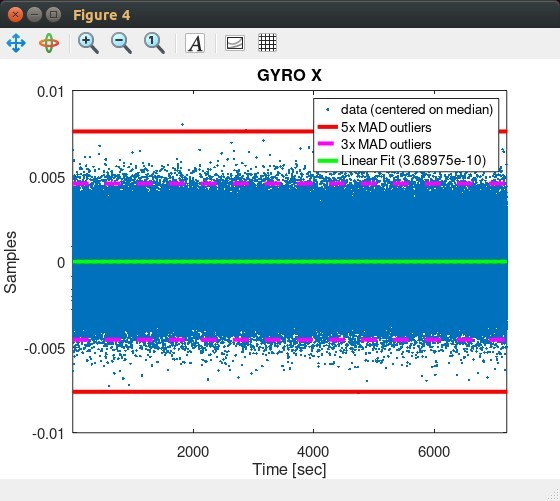 Figure 4
1
A
GYRO X
0.01
0.005
0
-0.005
-0.01
Samples
data (centered on median)
5x MAD outliers
3x MAD outliers
Linear Fit (3.68975e-10)
2000
4000
6000
Time [sec]